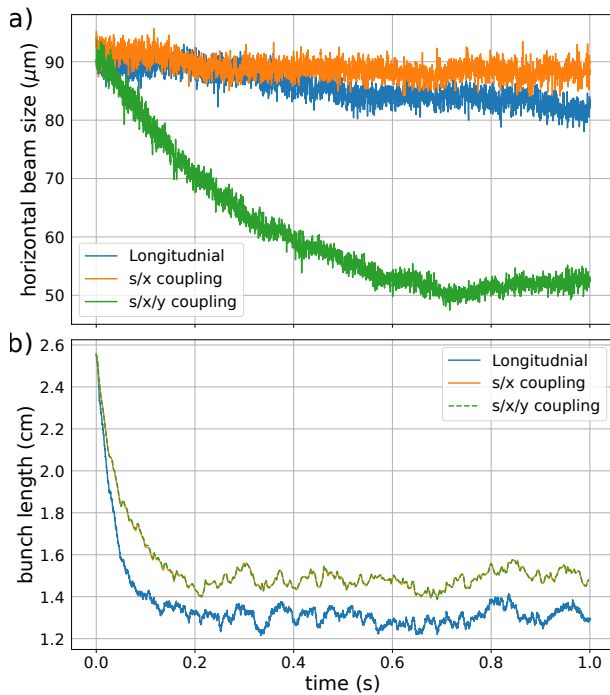 a)
90
80
70
60
50
horizontal beam size (μm)
Longitudnial
s/x coupling
s/x/y coupling
b)
2.6
2.4
2.2
2.0
1.8
1.6
1.4
1.2
bunch length (cm)
Longitudnial
s/x coupling
s/x/y coupling
0.0 0.2 0.4 0.6 0.8 1.0
time (s)